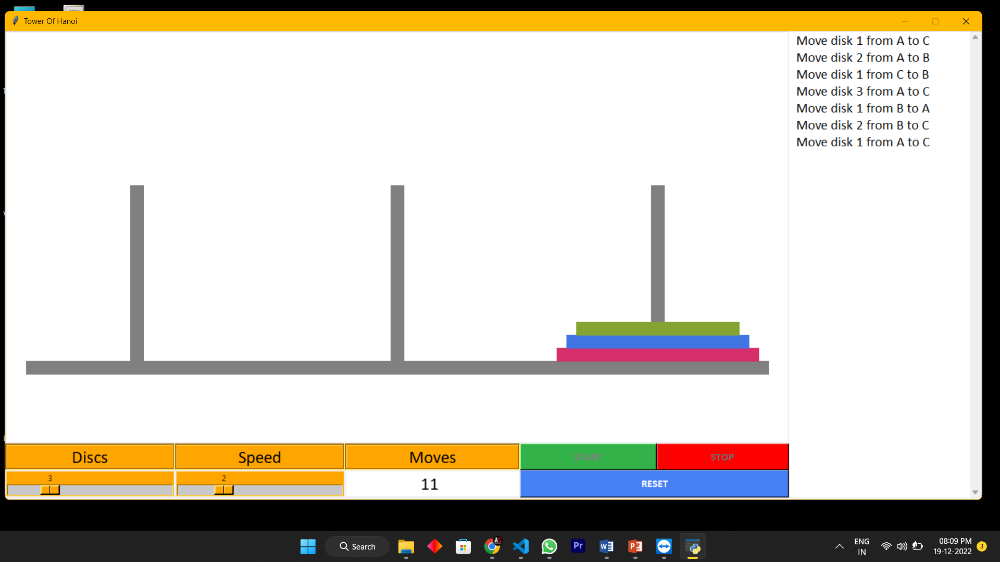 Tower Of Hanoi
Move disk 1 from A to C
Move disk 2 from A to B
Move disk 1 from C to B
Move disk 3 from A to C
Move disk 1 from B to A
Move disk 2 from B to C
Move disk 1 from A to C
Discs
Speed
Moves
START
STOP
3
2
11
RESET
Search
Pr
ENG
IN
08:09 PM
19-12-2022
3